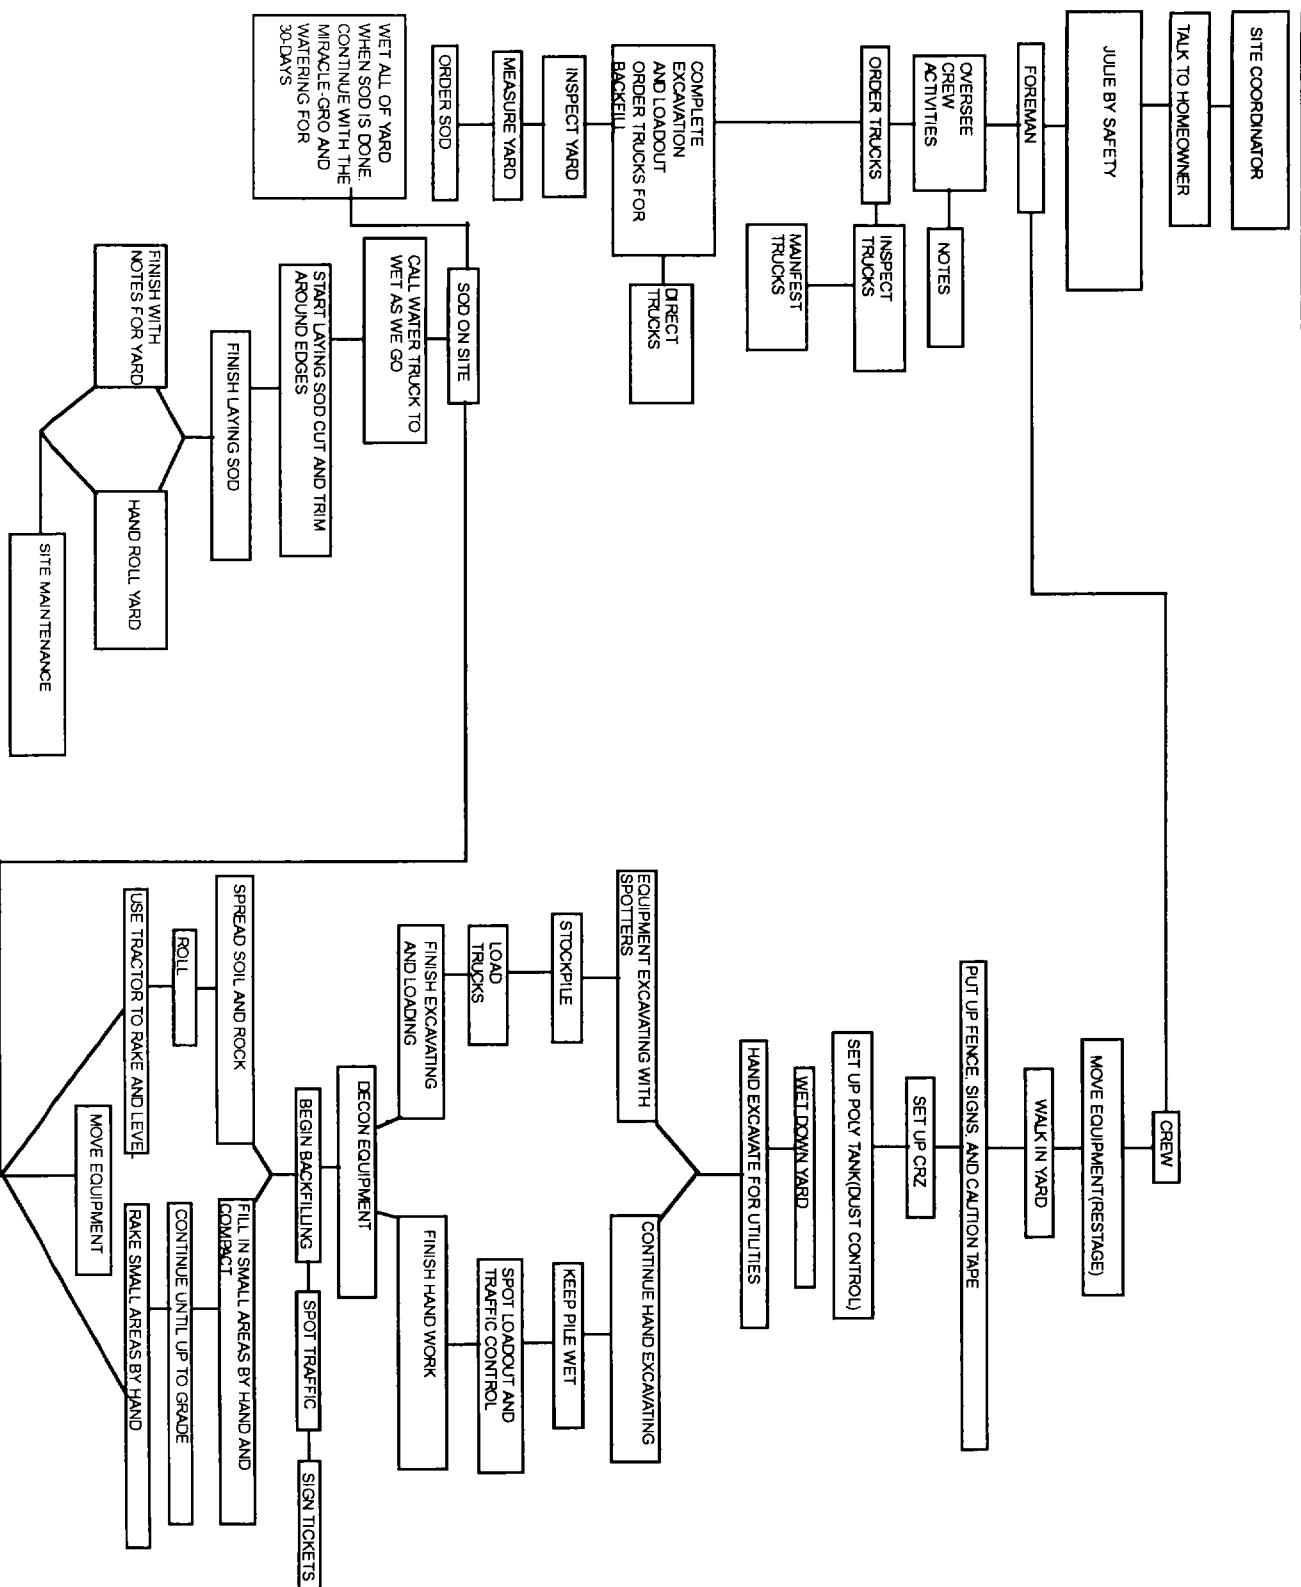 SITE COORDINATOR
TALK TO HOMEOWNER
JULIE BY SAFETY
FOREMAN
OVERSEE
CREW
ACTIVITIES
NOTES
ORDER TRUCKS
INSPECT
TRUCKS
MAINFEST
TRUCKS
COMPLETE
EXCAVATION
AND LOADOUT
ORDER TRUCKS FOR
BACKFILL
DIRECT
TRUCKS
INSPECT YARD
MEASURE YARD
ORDER SOD
WET ALL OF YARD
WHEN SOD IS DONE.
CONTINUE WITH THE
MIRACLE-GRO AND
WATERING FOR
30-DAYS
SOD ON SITE
CALL WATER TRUCK TO
WET AS WE GO
START LAYING SOD CUT AND TRIM
AROUND EDGES
FINISH LAYING SOD
FINISH WITH
NOTES FOR YARD
HAND ROLL YARD
SITE MAINTENANCE
CREW
MOVE EQUIPMENT(RESTAGE)
WALK IN YARD
PUT UP FENCE, SIGNS, AND CAUTION TAPE
SET UP CRZ
SET UP POLY TANK(DUST CONTROL)
WET DOWN YARD
HAND EXCAVATE FOR UTILITIES
EQUIPMENT EXCAVATING WITH
SPOTTERS
CONTINUE HAND EXCAVATING
STOCKPILE
KEEP PILE WET
LOAD
TRUCKS
SPOT LOADOUT AND
TRAFFIC CONTROL
FINISH EXCAVATING
AND LOADING
FINISH HAND WORK
DECON EQUIPMENT
BEGIN BACKFILLING
SPOT TRAFFIC
SIGN TICKETS
SPREAD SOIL AND ROCK
FILL IN SMALL AREAS BY HAND AND
COMPACT
ROLL
CONTINUE UNTIL UP TO GRADE
USE TRACTOR TO RAKE AND LEVEL
RAKE SMALL AREAS BY HAND
MOVE EQUIPMENT